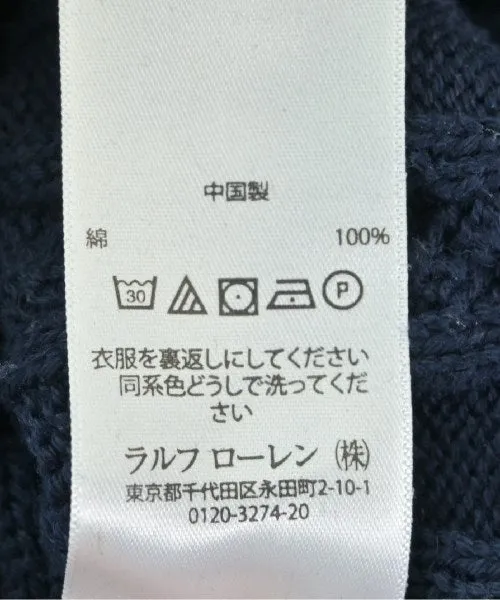 中国製
綿 100%
30 P
衣服を裏返しにしてください
同系色どうしで洗ってくだ
さい
ラルフ ローレン (株)
東京都千代田区永田町2-10-1
0120-3274-20